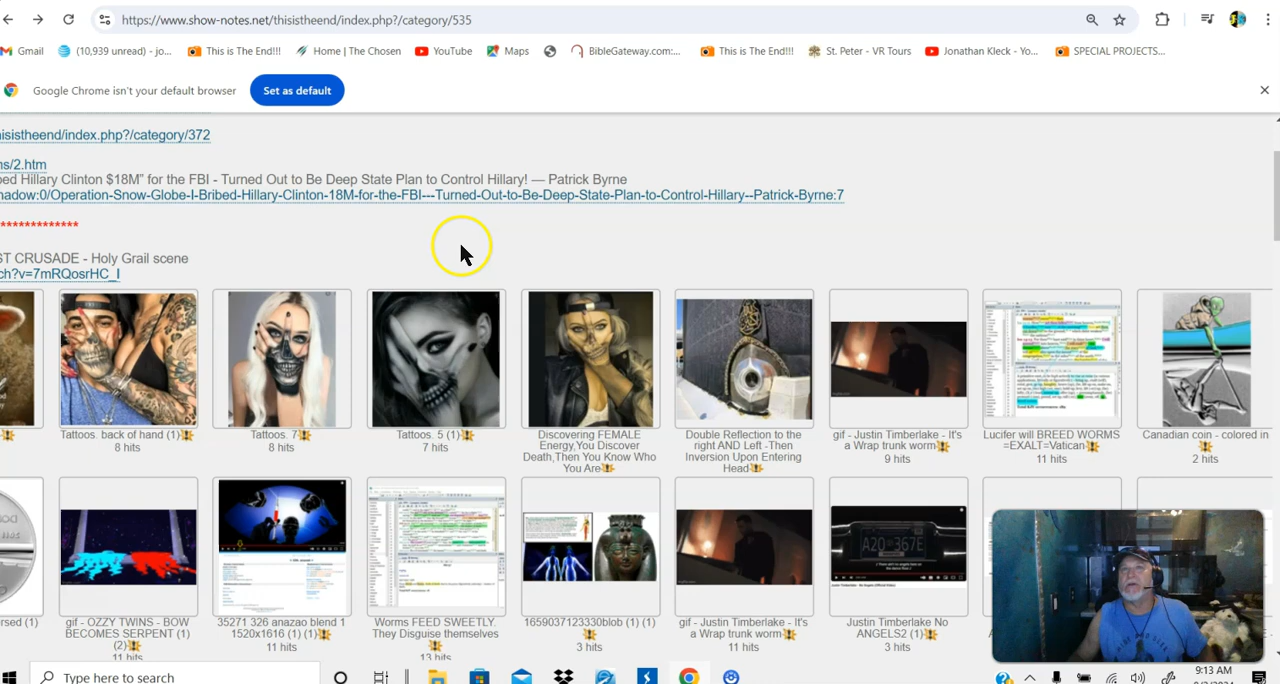 https://www.show-notes.net/thisistheend/index.php?/category/535
Gmail
(10,939 unread) - jo...
This is The End!!!
Home | The Chosen
YouTube
Maps
BibleGateway.com:...
This is The End!!!
St. Peter - VR Tours
Jonathan Kleck - Yo...
SPECIAL PROJECTS...
Google Chrome isn't your default browser
Set as default
hisistheend/index.php?/category/372
ns/2.htm
bed Hillary Clinton $18M" for the FBI - Turned Out to Be Deep State Plan to Control Hillary! — Patrick Byrne
hadow:0/Operation-Snow-Globe-I-Bribed-Hillary-Clinton-18M-for-the-FBI---Turned-Out-to-Be-Deep-State-Plan-to-Control-Hillary--Patrick-Byrne:7
**************
ST CRUSADE - Holy Grail scene
ch?v=7mRQosrHC_I
Tattoos. back of hand (1)
8 hits
Tattoos. 7
8 hits
Tattoos. 5 (1)
7 hits
Discovering FEMALE
Energy,You Discover
Death,Then You Know Who
You Are
Double Reflection to the
right AND Left -Then
Inversion Upon Entering
Head
gif - Justin Timberlake - It's
a Wrap trunk worm
9 hits
Lucifer will BREED WORMS
=EXALT=Vatican
11 hits
Canadian coin - colored in
2 hits
rsed (1)
gif - OZZY TWINS - BOW
BECOMES SERPENT (1)
(2)
11 hits
35271 326 anazao blend 1
1520x1616 (1) (1)
11 hits
Worms FEED SWEETLY.
They Disguise themselves
13 hits
1659037123330blob (1) (1)
3 hits
gif - Justin Timberlake - It's
a Wrap trunk worm
11 hits
A20 367E
Justin Timberlake No
ANGELS2 (1)
3 hits
Type here to search
9:13 AM